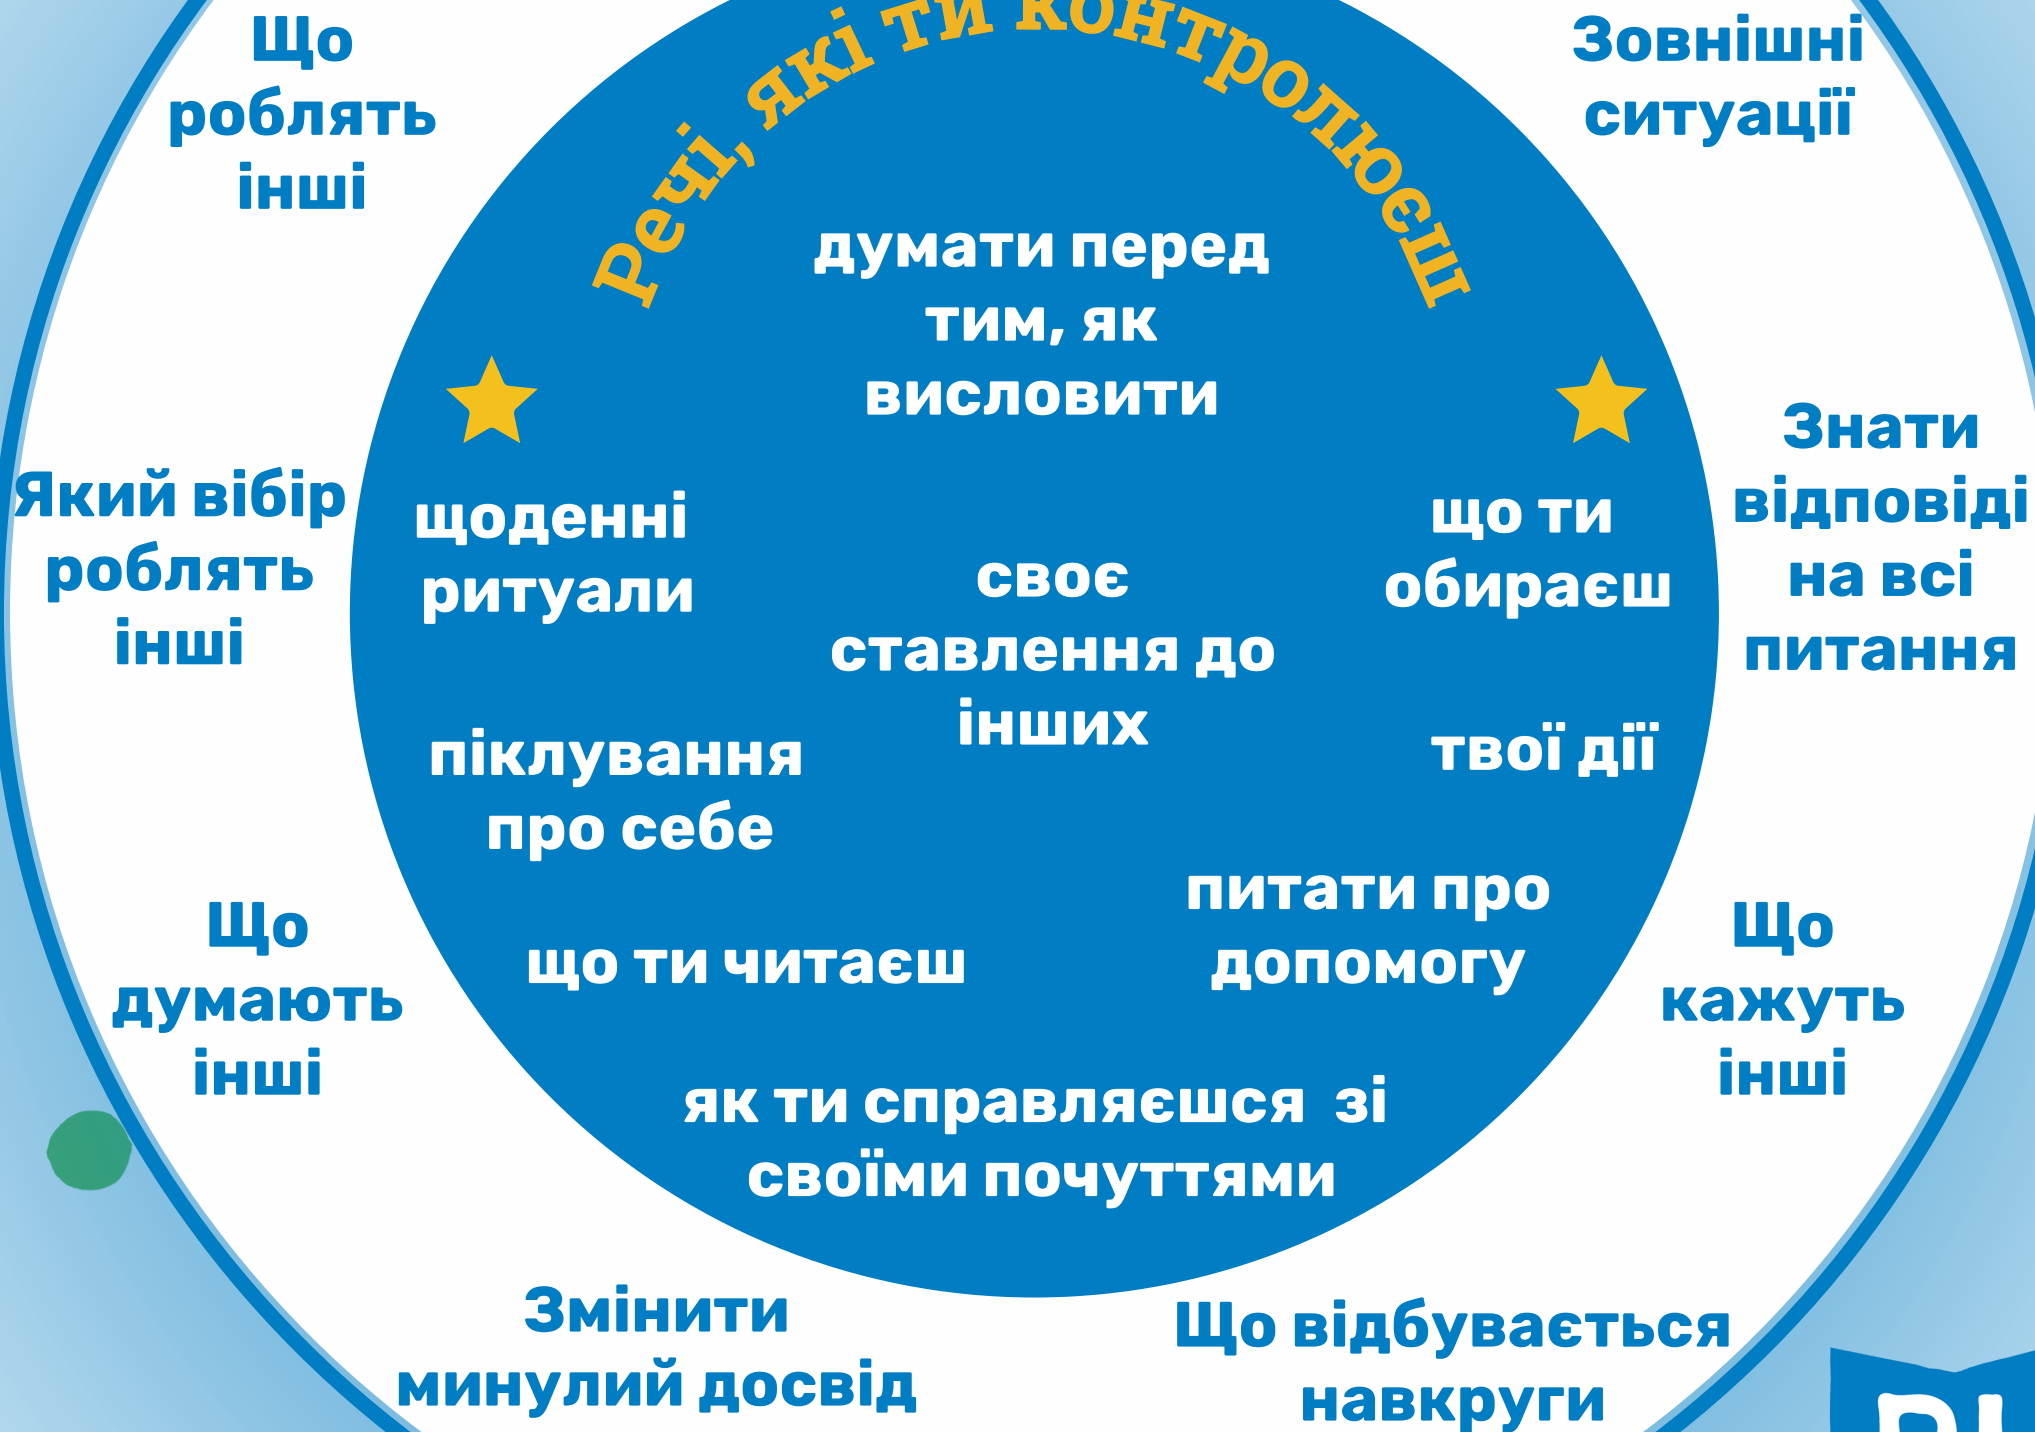 Речі, які ти контролюєш
Що
роблять
інші
Зовнішні
ситуації
думати перед
тим, як
висловити
Який вібір
роблять
інші
щоденні
ритуали
своє
ставлення до
інших
що ти
обираєш
Знати
відповіді
на всі
питання
піклування
про себе
твої дії
Що
думають
інші
що ти читаєш
питати про
допомогу
Що
кажуть
інші
як ти справляєшся зі
своїми почуттями
Змінити
минулий досвід
Що відбувається
навкруги